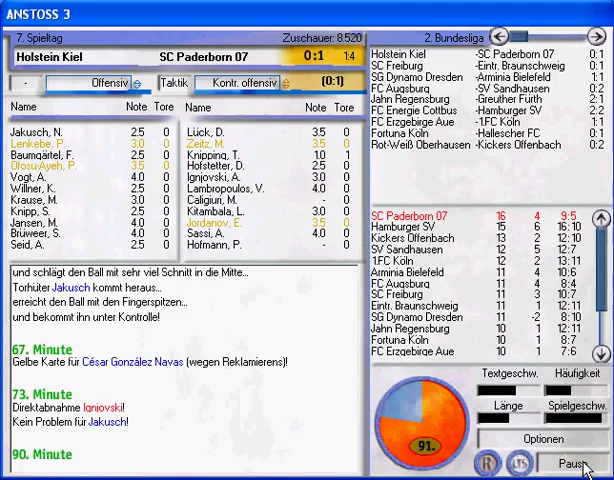 ANSTOSS 3
7. Spieltag Zuschauer: 8.520
Holstein Kiel SC Paderborn 07 0:1 1:4
- Offensiv Taktik Kontr. offensiv (0:1)
Name Note Tore Name Note Tore
Jakusch, N. 2.5 0 Lück, D. 3.5 0
Lenkebe, P. 3.0 0 Zeitz, M. 3.5 0
Baumgärtel, F. 2.5 0 Knipping, T. 1.0 1
Ofosu-Ayeh, P. 3.5 0 Hofstetter, D. 2.5 0
Vogt, A. 4.0 0 Ignjovski, A. 3.0 0
Willner, K. 2.5 0 Lambropoulos, V. 4.0 0
Krause, M. 3.0 0 Caligiuri, M. - 0
Knipp, S. 2.5 0 Kitambala, L. 3.0 0
Jansen, M. 4.0 0 Jordanov, E. 3.5 0
Brüweer, S. 4.0 0 Sassi, A. 4.0 0
Seid, A. 2.5 0 Hofmann, P. - 0
und schlägt den Ball mit sehr viel Schnitt in die Mitte...
Torhüter Jakusch kommt heraus...
erreicht den Ball mit den Fingerspitzen...
und bekommt ihn unter Kontrolle!
67. Minute
Gelbe Karte für César González Navas (wegen Reklamierens)!
73. Minute
Direktabnahme Ignjovski!
Kein Problem für Jakusch!
90. Minute
2. Bundesliga
Holstein Kiel -SC Paderborn 07 0:1
SC Freiburg -Eintr. Braunschweig 0:1
SG Dynamo Dresden -Arminia Bielefeld 1:1
FC Augsburg -SV Sandhausen 0:2
Jahn Regensburg -Greuther Fürth 2:1
FC Energie Cottbus -Hamburger SV 2:2
FC Erzgebirge Aue -1.FC Köln 1:1
Fortuna Köln -Hallescher FC 0:1
Rot-Weiß Oberhausen -Kickers Offenbach 0:2
SC Paderborn 07 16 4 9:5
Hamburger SV 15 6 16:10
Kickers Offenbach 13 2 12:10
SV Sandhausen 12 5 12:7
1.FC Köln 12 2 13:11
Arminia Bielefeld 11 4 10:6
FC Augsburg 11 4 8:4
SC Freiburg 11 3 10:7
Eintr. Braunschweig 11 1 12:11
SG Dynamo Dresden 11 -2 8:10
Jahn Regensburg 10 1 12:11
Fortuna Köln 10 1 8:7
FC Erzgebirge Aue 10 1 7:6
Textgeschw. Häufigkeit
Länge Spielgeschw.
91.
Optionen
R LTS Pause